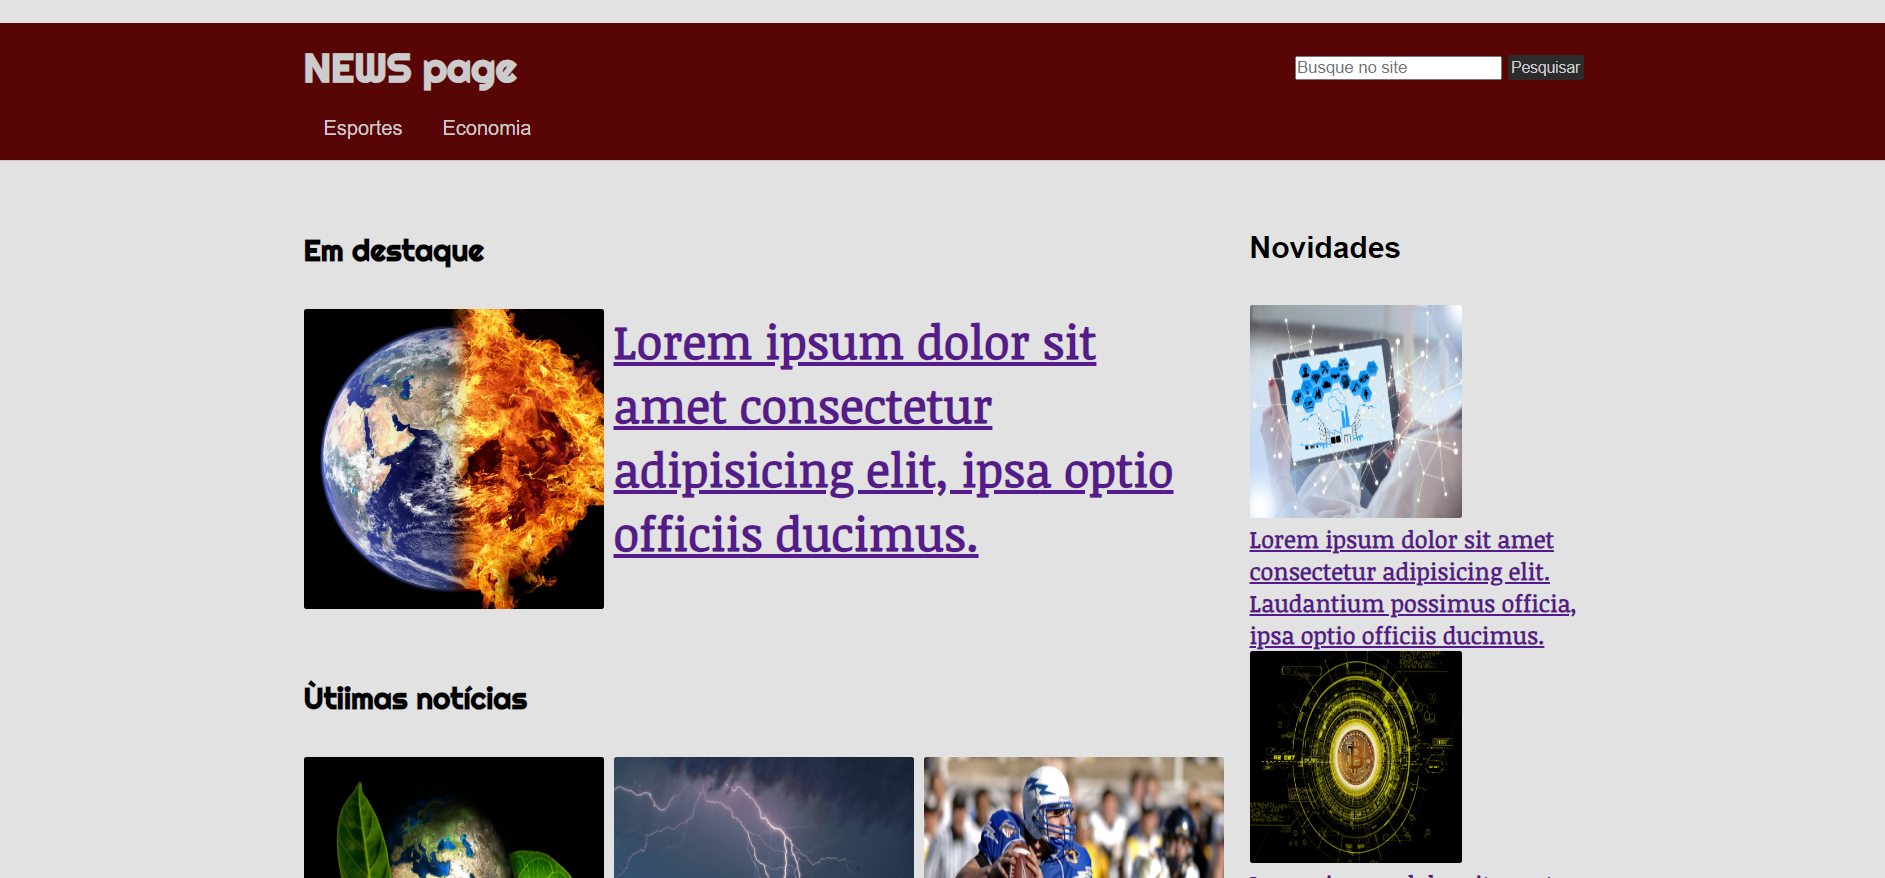 NEWS page
Busque no site
Pesquisar
Esportes
Economia
Em destaque
Lorem ipsum dolor sit
amet consectetur
adipisicing elit, ipsa optio
officiis ducimus.
Ùtiimas notícias
Novidades
Lorem ipsum dolor sit amet
consectetur adipisicing elit.
Laudantium possimus officia,
ipsa optio officiis ducimus.